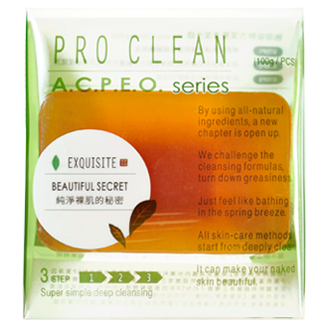 PRO CLEAN
(100g / PCS)
A.C.P.E.O. series
By using all-natural
ingredients, a new
chapter is open up.
EXQUISITE
BEAUTIFUL SECRET
純淨裸肌的秘密
We challenge the
cleansing formulas,
turn down greasiness.
Just feel like bathing
in the spring breeze.
All skin-care methods
start from deeply clean
It can make your naked
skin beautiful.
3 STEP 1 2 3
Super simple deep cleansing.